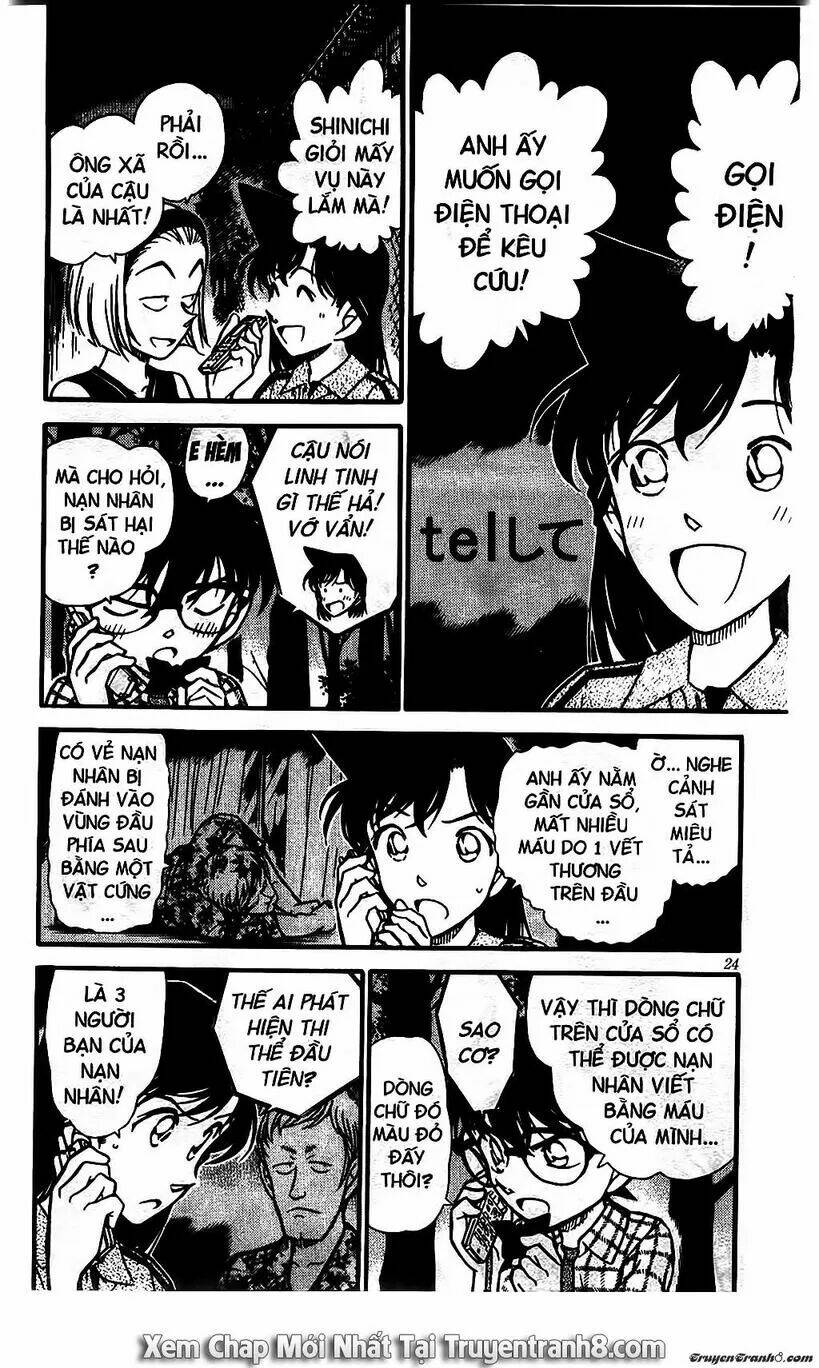 GỌI
ĐIỆN
!
ANH ẤY
MUỐN GỌI
ĐIỆN THOẠI
ĐỂ KÊU
CỨU!
telして
SHINICHI
GIỎI MẤY
VỤ NÀY
LẮM MÀ!
PHẢI
RỒI...
ÔNG XÃ
CỦA CẬU
LÀ NHẤT!
CẬU NÓI
LINH TINH
GÌ THẾ HẢ!
VỚ VẨN!
E HÈM
...
MÀ CHO HỎI,
NẠN NHÂN
BỊ SÁT HẠI
THẾ NÀO
?
Ờ... NGHE
CẢNH
SÁT
MIÊU
TẢ...
ANH ẤY NẰM
GẦN CỬA SỔ,
MẤT NHIỀU
MÁU DO 1 VẾT
THƯƠNG
TRÊN ĐẦU
...
CÓ VẺ NẠN
NHÂN BỊ
ĐÁNH VÀO
VÙNG ĐẦU
PHÍA SAU
BẰNG MỘT
VẬT CỨNG
...
24
VẬY THÌ DÒNG CHỮ
TRÊN CỬA SỔ CÓ
THỂ ĐƯỢC NẠN
NHÂN VIẾT
BẰNG MÁU
CỦA MÌNH...
SAO
CƠ?
DÒNG
CHỮ ĐÓ
MÀU ĐỎ
ĐẤY
THÔI?
THẾ AI PHÁT
HIỆN THI
THỂ ĐẦU
TIÊN?
LÀ 3
NGƯỜI
BẠN CỦA
NẠN
NHÂN!
Xem Chap Mới Nhất Tại Truyentranh8.com
TruyenTranh8.com